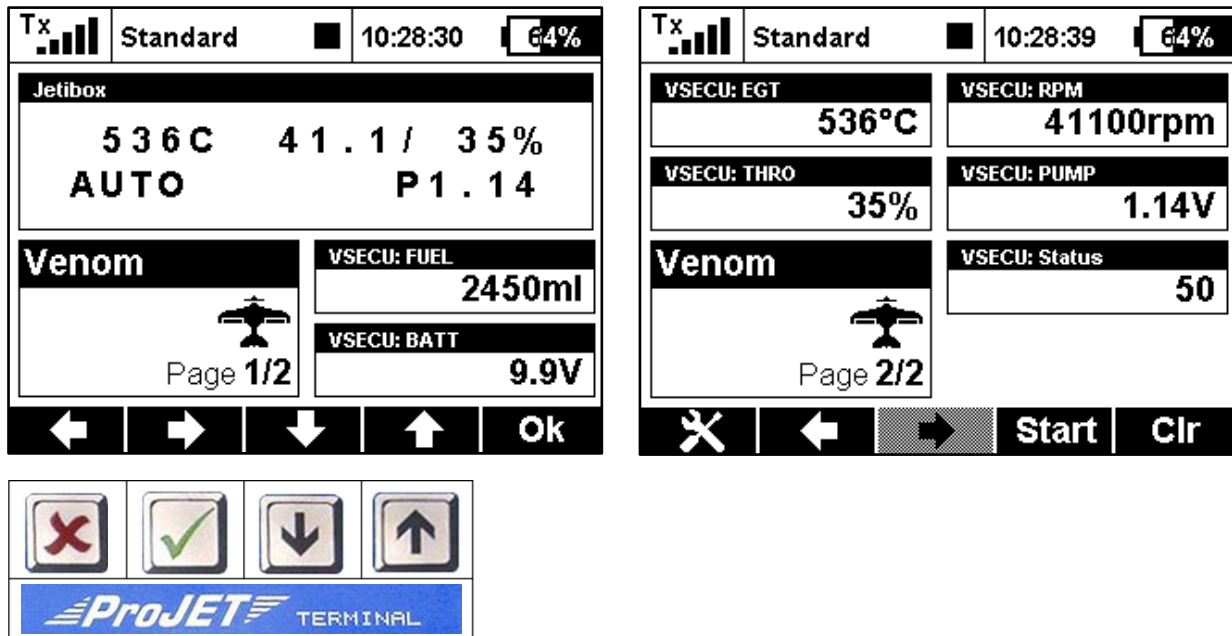 Tx Standard 10:28:30 64%
Jetibox
536C 41.1/ 35%
AUTO P1.14
Venom
Page 1/2
VSECU: FUEL
2450ml
VSECU: BATT
9.9V
Ok
Tx Standard 10:28:39 64%
VSECU: EGT
536°C
VSECU: RPM
41100rpm
VSECU: THRO
35%
VSECU: PUMP
1.14V
Venom
Page 2/2
VSECU: Status
50
Start Clr
ProJET TERMINAL